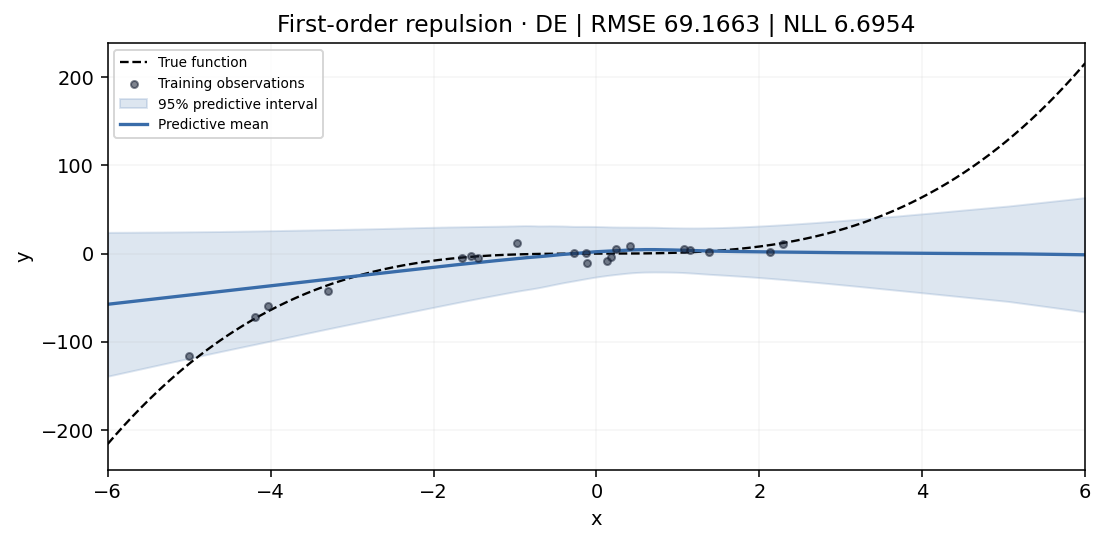 First-order repulsion · DE | RMSE 69.1663 | NLL 6.6954
True function
Training observations
95% predictive interval
Predictive mean
200
100
0
−100
−200
y
−6
−4
−2
0
2
4
6
x